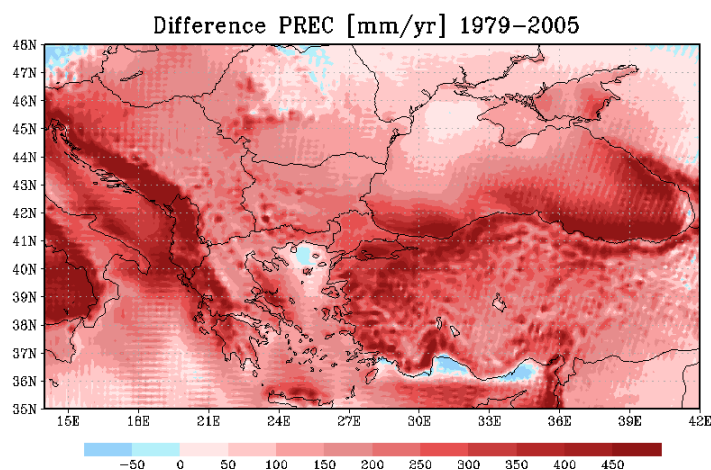 Difference PREC [mm/yr] 1979-2005
48N
47N
46N
45N
44N
43N
42N
41N
40N
39N
38N
37N
36N
35N
15E 18E 21E 24E 27E 30E 33E 36E 39E 42E
-50 0 50 100 150 200 250 300 350 400 450